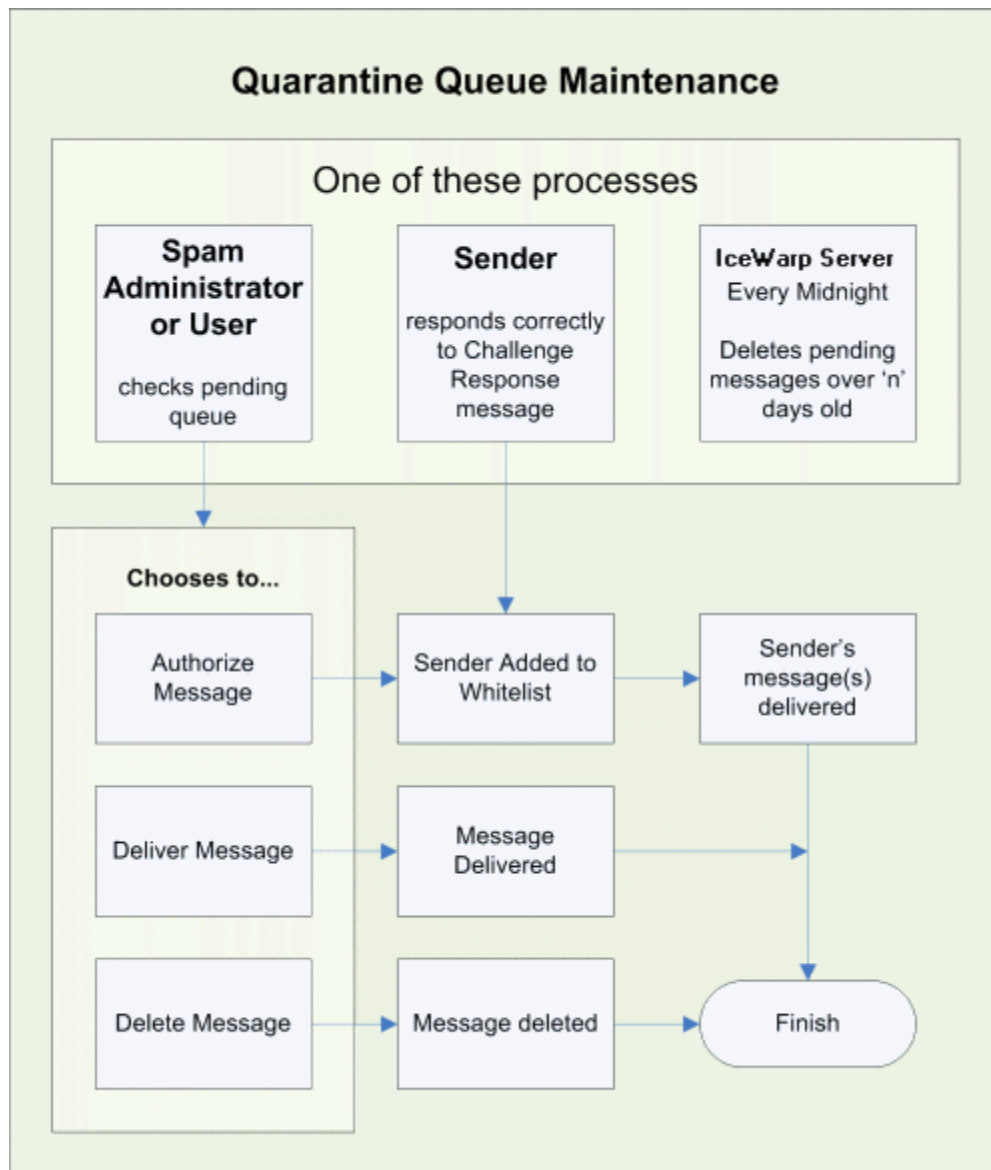 Quarantine Queue Maintenance
One of these processes
Spam
Administrator
or User
checks pending
queue
Sender
responds correctly
to Challenge
Response
message
IceWarp Server
Every Midnight
Deletes pending
messages over ‘n’
days old
Chooses to...
Authorize
Message
Sender Added to
Whitelist
Sender’s
message(s)
delivered
Deliver Message
Message
Delivered
Delete Message
Message deleted
Finish